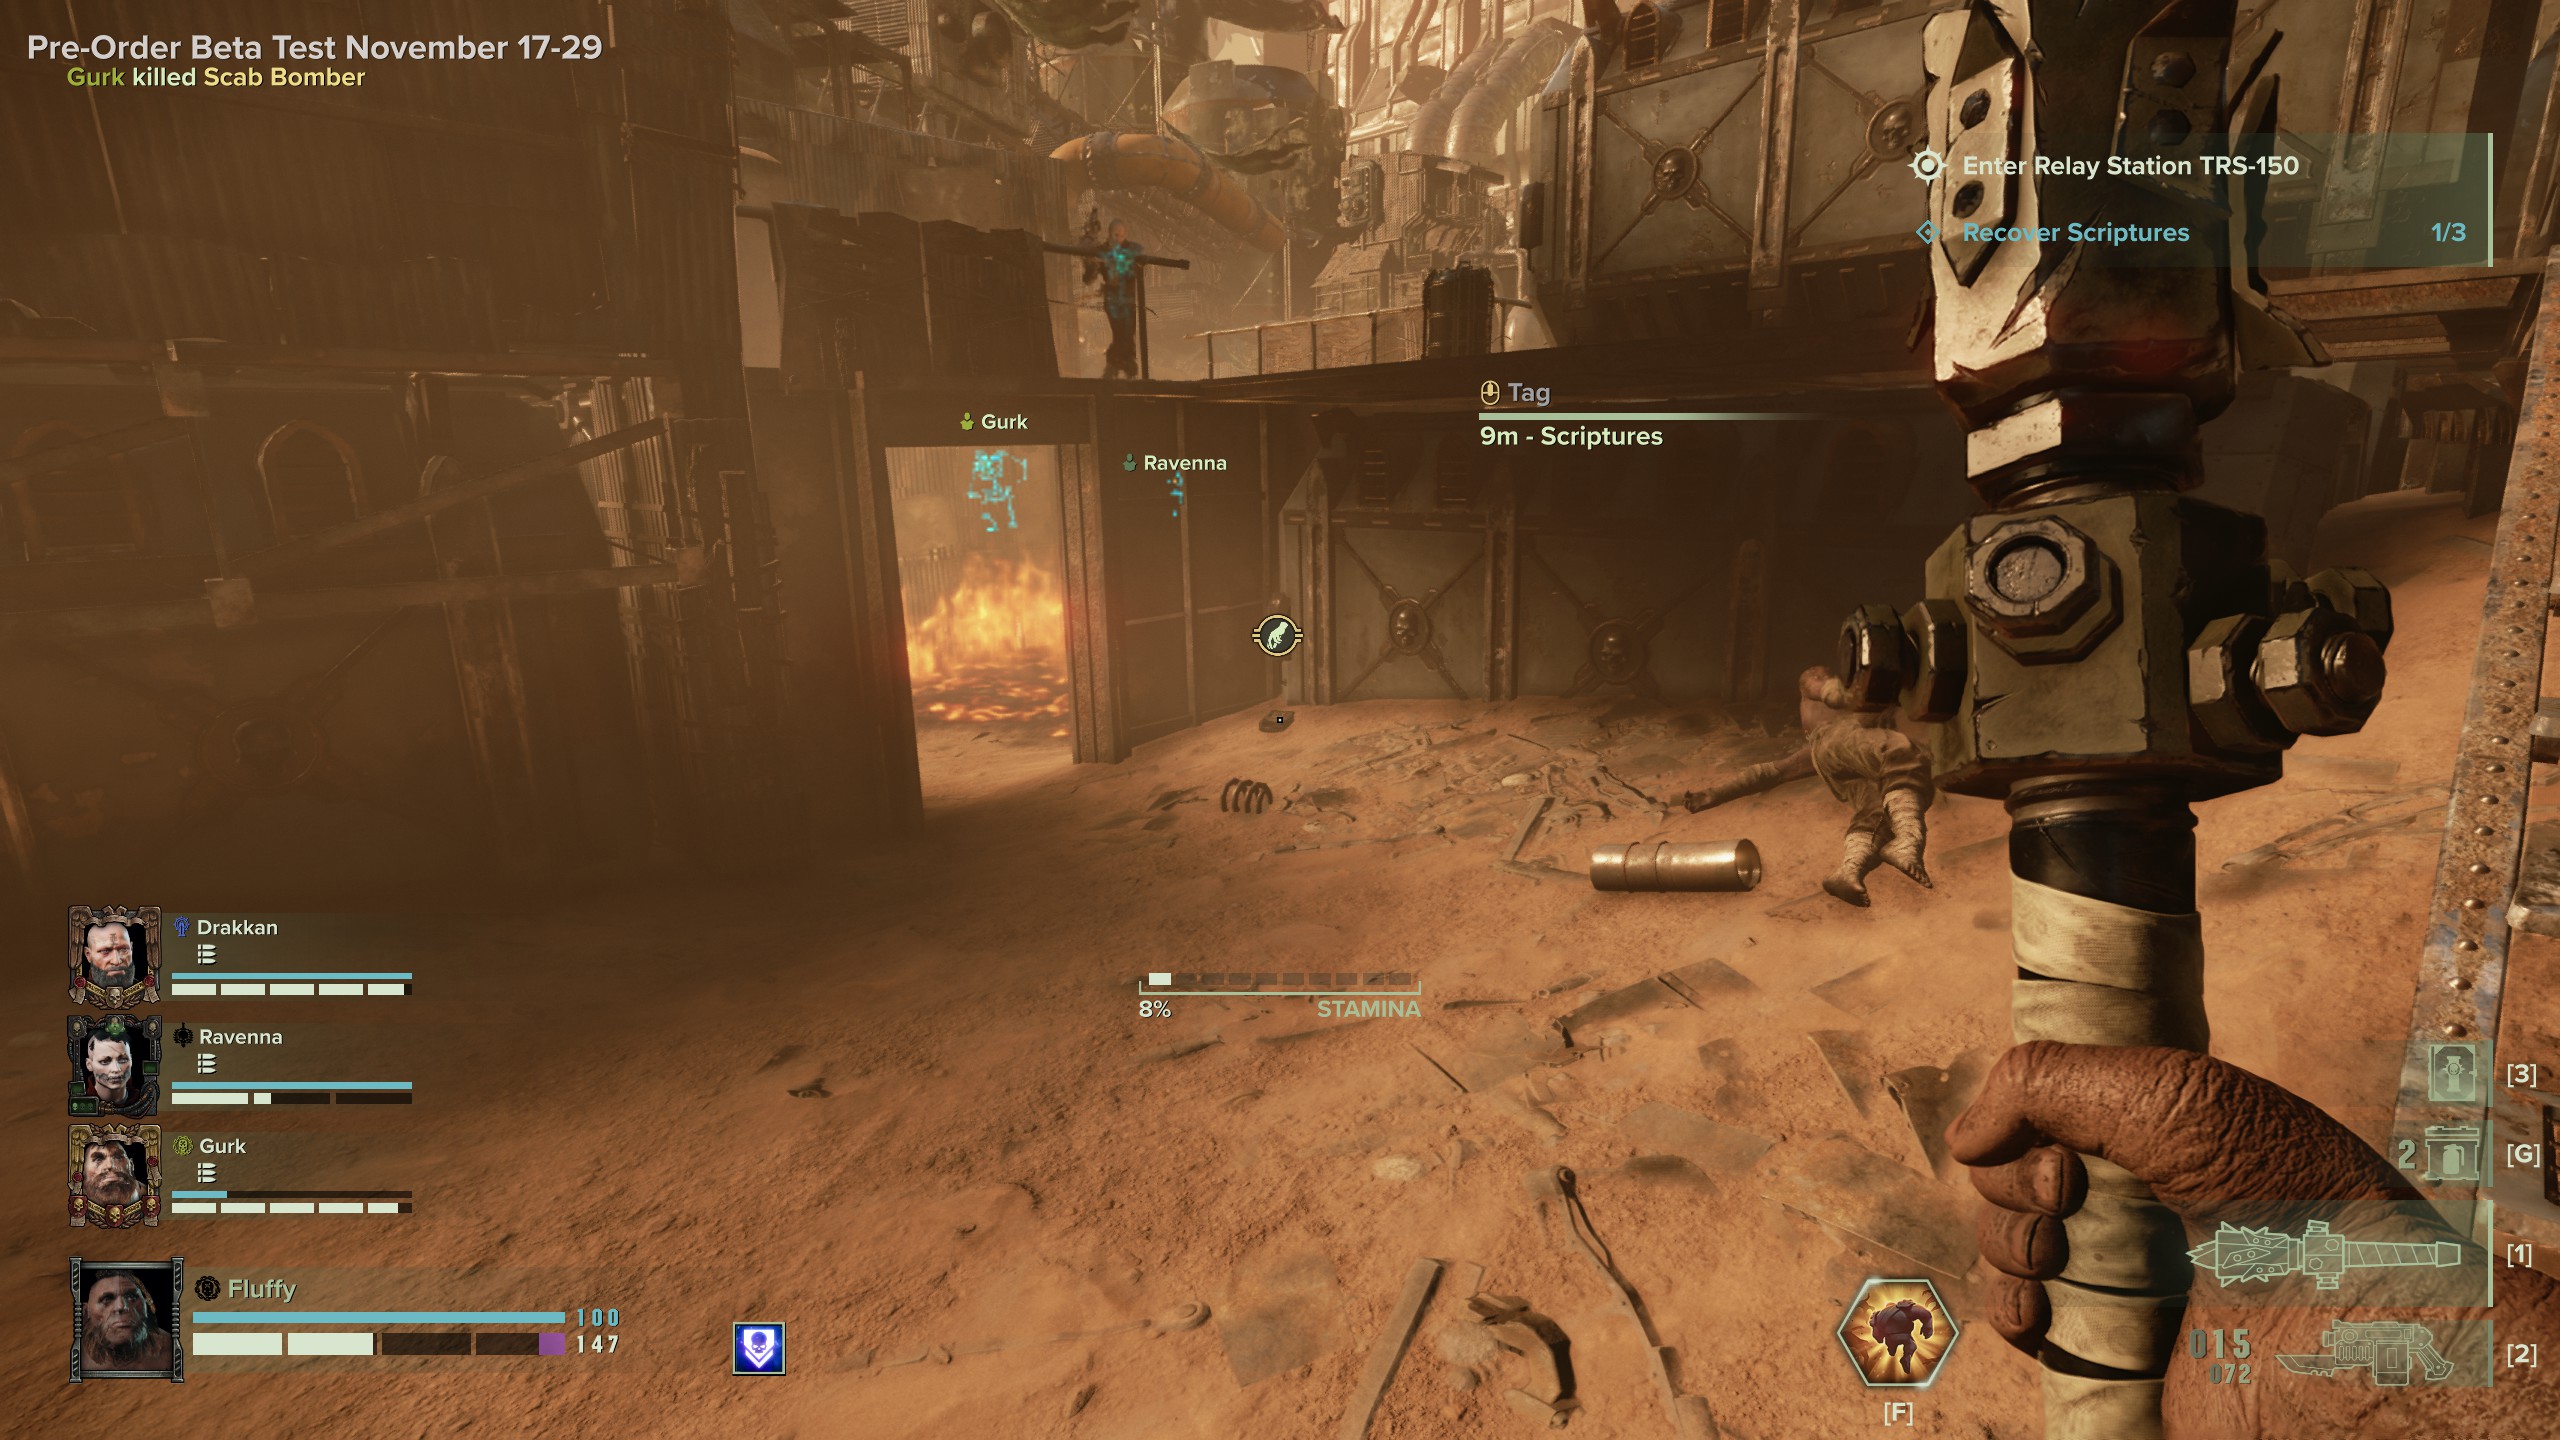 Pre-Order Beta Test November 17-29
Gurk killed Scab Bomber
Enter Relay Station TRS-150
Recover Scriptures 1/3
Tag
9m - Scriptures
Gurk
Ravenna
Drakkan
Ravenna
Gurk
Fluffy
100
147
8% STAMINA
[3]
2 [G]
[1]
015
072
[2]
[F]